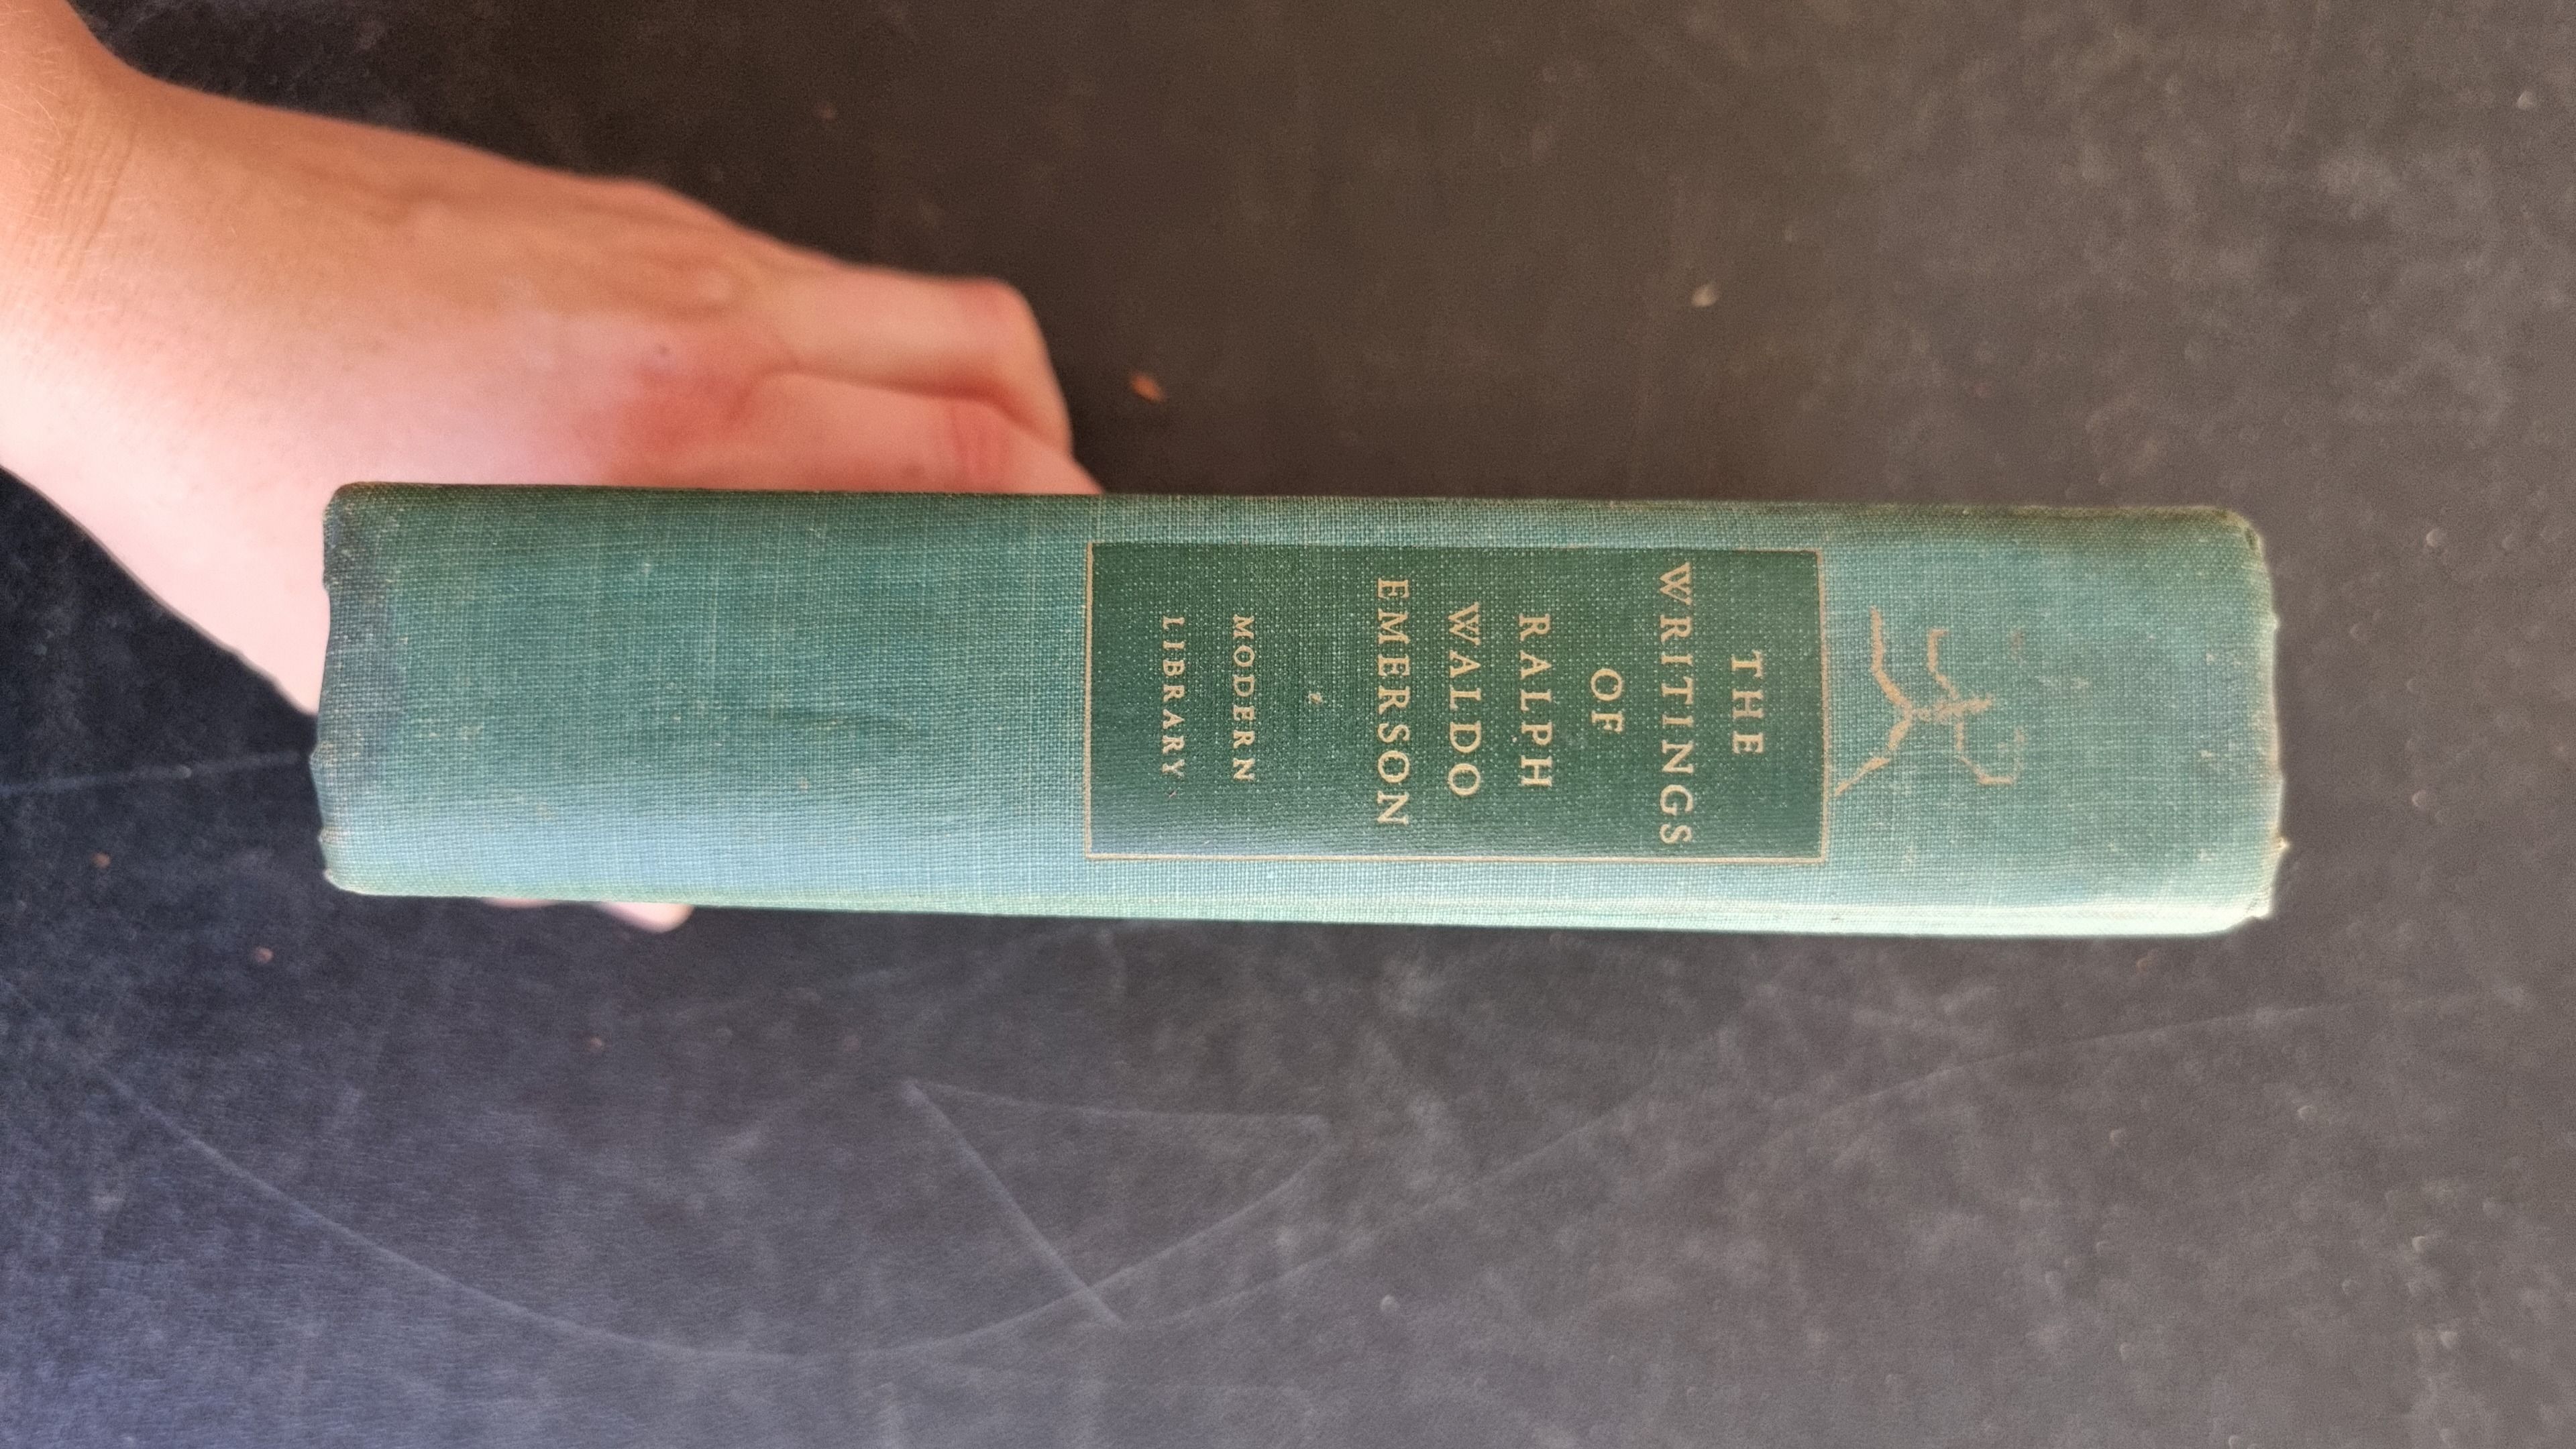 THE
WRITINGS
OF
RALPH
WALDO
EMERSON
MODERN
LIBRARY